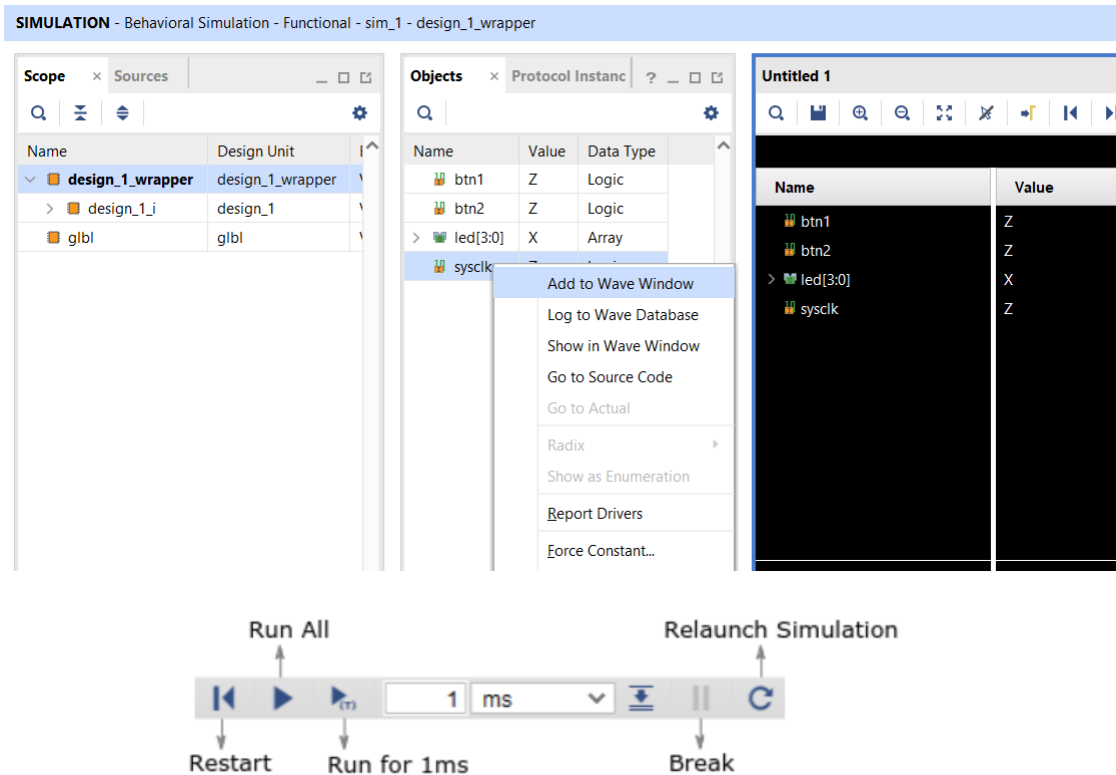 SIMULATION - Behavioral Simulation - Functional - sim_1 - design_1_wrapper
Scope × Sources
Name Design Unit
design_1_wrapper design_1_wrapper
design_1_i design_1
glbl glbl
Objects × Protocol Instanc ?
Name Value Data Type
btn1 Z Logic
btn2 Z Logic
led[3:0] X Array
sysclk
Add to Wave Window
Log to Wave Database
Show in Wave Window
Go to Source Code
Go to Actual
Radix
Show as Enumeration
Report Drivers
Force Constant...
Untitled 1
Name Value
btn1 Z
btn2 Z
led[3:0] X
sysclk Z
Run All Relaunch Simulation
(T) 1 ms
Restart Run for 1ms Break